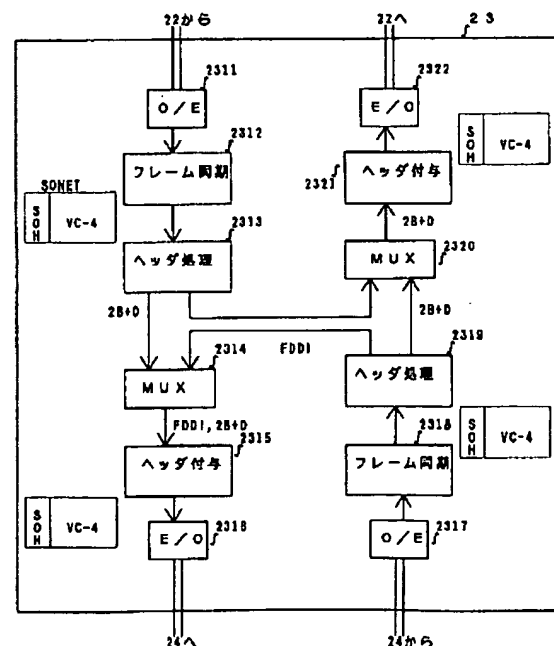 22から
22へ
23
2311
O/E
2322
E/O
2312
フレーム同期
2321
ヘッダ付与
S
O
H
VC-4
SONET
S
O
H
VC-4
2313
ヘッダ処理
2B+D
2320
MUX
2B+D
2B+D
FDDI
2314
MUX
2319
ヘッダ処理
FDDI,2B+D
2315
ヘッダ付与
2318
フレーム同期
S
O
H
VC-4
S
O
H
VC-4
2316
E/O
2317
O/E
24へ
24から